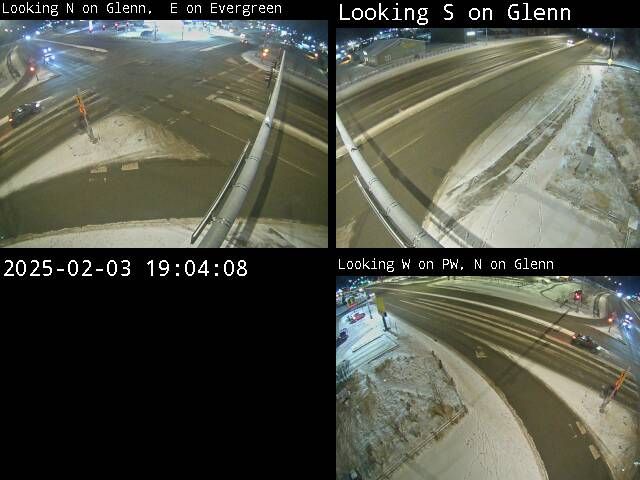 Looking N on Glenn,  E on Evergreen
Looking S on Glenn
2025-02-03 19:04:08
Looking W on PW, N on Glenn